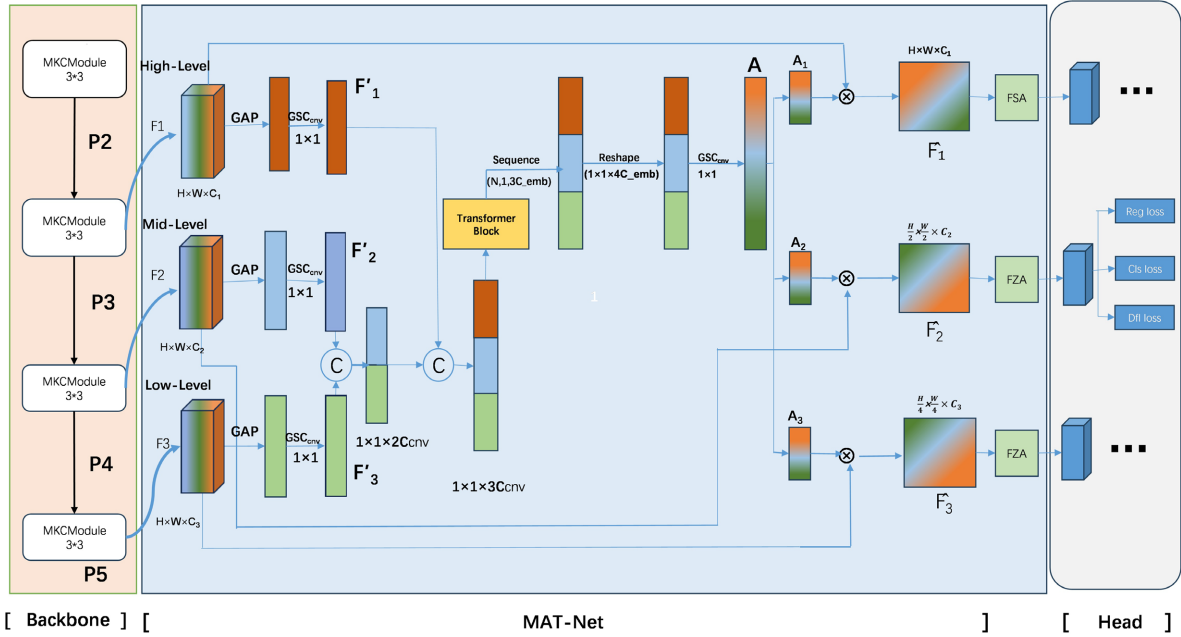 MKCModule
3*3
P2
MKCModule
3*3
P3
MKCModule
3*3
P4
MKCModule
3*3
P5
High-Level
F1
H×W×C₁
GAP
GSCcnv
1×1
F′₁
Mid-Level
F2
H×W×C₂
GAP
GSCcnv
1×1
F′₂
Low-Level
F3
H×W×C₃
GAP
GSCcnv
1×1
F′₃
C
1×1×2Ccnv
C
1×1×3Ccnv
Transformer
Block
Sequence
(N,1,3C_emb)
Reshape
(1×1×4C_emb)
GSCcnv
1×1
1
A
A₁
A₂
A₃
H×W×C₁
F̂₁
FSA
H/2 × W/2 × C₂
F̂₂
FZA
H/4 × W/4 × C₃
F̂₃
FZA
...
Reg loss
Cls loss
Dfl loss
...
[ Backbone ]
[ MAT-Net ]
[ Head ]